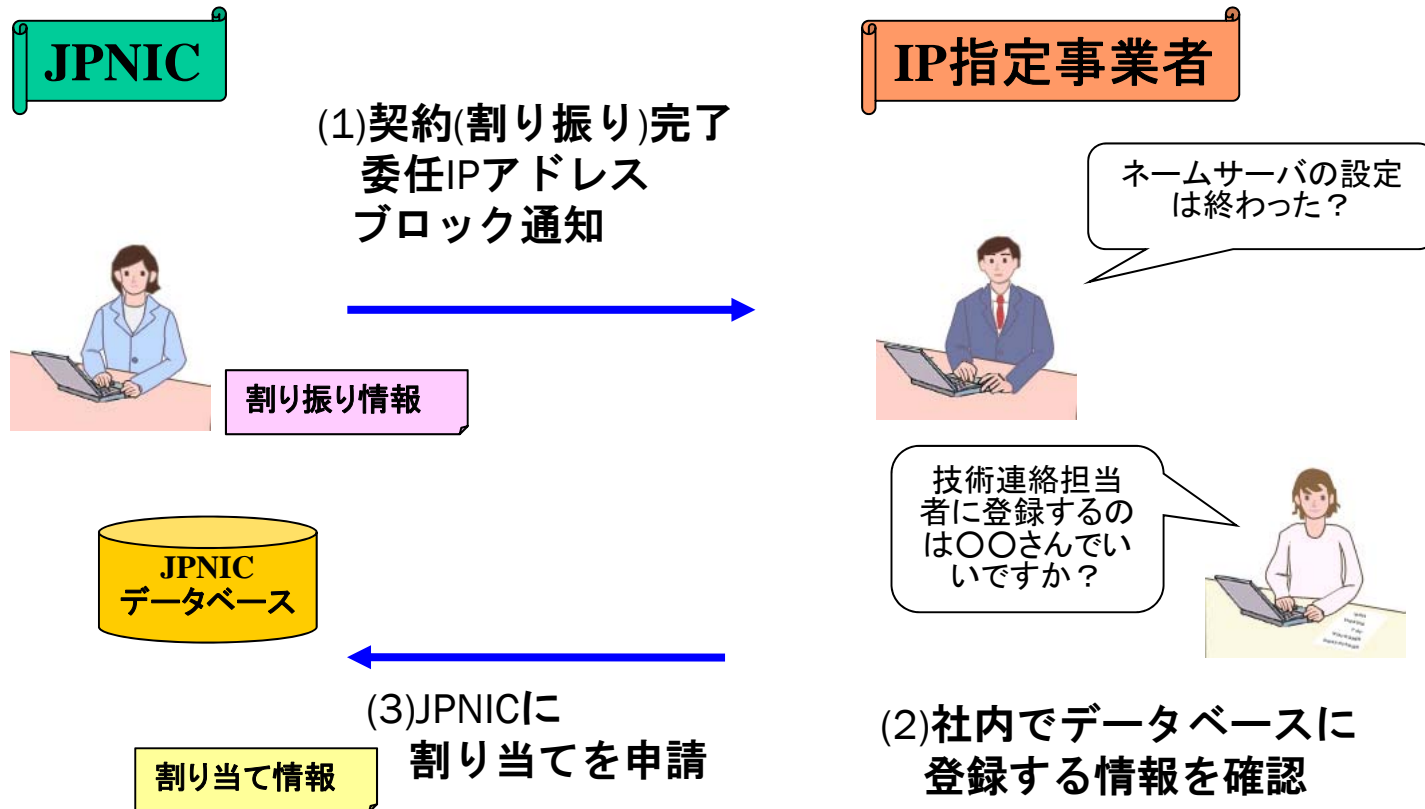 JPNIC
IP指定事業者
(1)契約(割り振り)完了
委任IPアドレス
ブロック通知
ネームサーバの設定
は終わった？
割り振り情報
技術連絡担当
者に登録するの
は〇〇さんでい
いですか？
JPNIC
データベース
(3)JPNICに
割り当てを申請
(2)社内でデータベースに
登録する情報を確認
割り当て情報